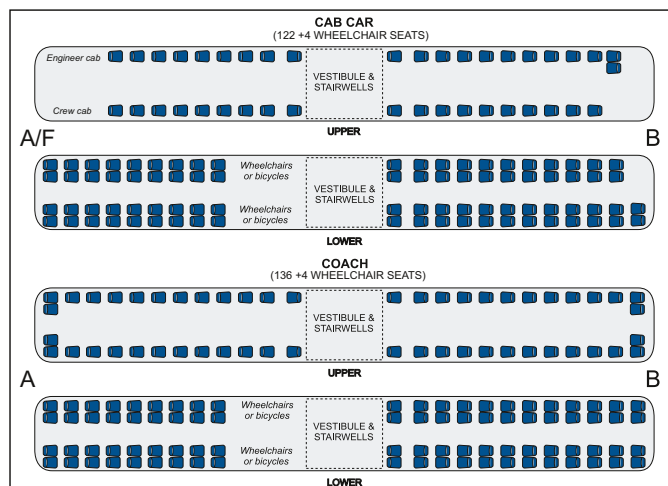 CAB CAR
(122 +4 WHEELCHAIR SEATS)
Engineer cab
VESTIBULE &
STAIRWELLS
Crew cab
UPPER
A/F
B
Wheelchairs
or bicycles
VESTIBULE &
STAIRWELLS
Wheelchairs
or bicycles
LOWER
COACH
(136 +4 WHEELCHAIR SEATS)
VESTIBULE &
STAIRWELLS
UPPER
A
B
Wheelchairs
or bicycles
VESTIBULE &
STAIRWELLS
Wheelchairs
or bicycles
LOWER